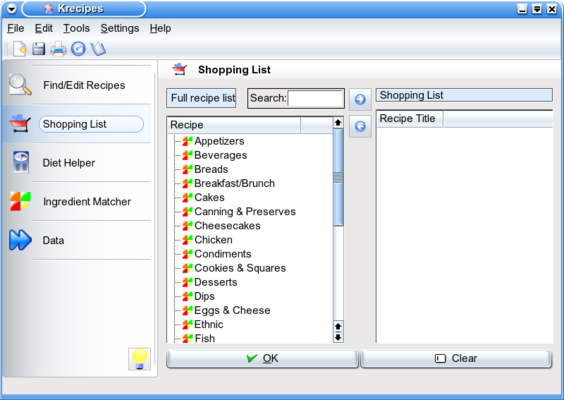 Krecipes
File Edit Tools Settings Help
Find/Edit Recipes
Shopping List
Diet Helper
Ingredient Matcher
Data
Shopping List
Full recipe list Search:
Recipe
Appetizers
Beverages
Breads
Breakfast/Brunch
Cakes
Canning & Preserves
Cheesecakes
Chicken
Condiments
Cookies & Squares
Desserts
Dips
Eggs & Cheese
Ethnic
Fish
Shopping List
Recipe Title
OK Clear